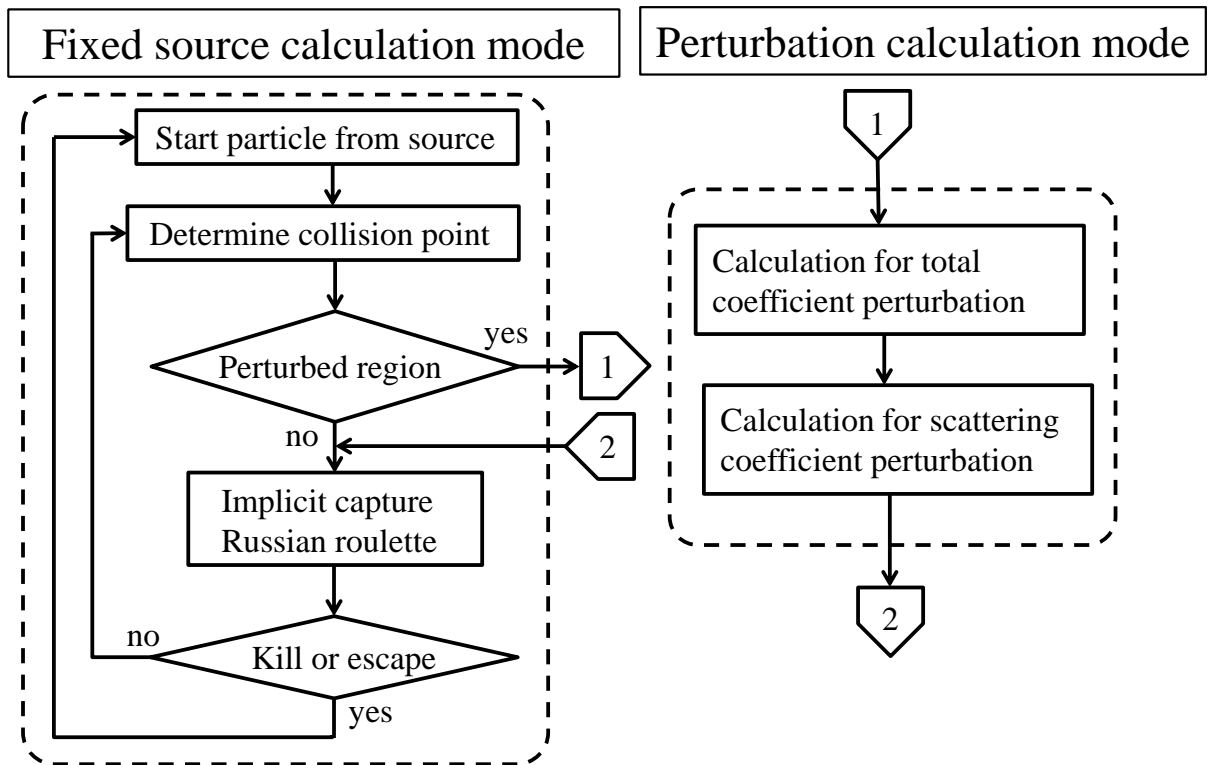 Fixed source calculation mode
Start particle from source
Determine collision point
Perturbed region
yes
1
no
2
Implicit capture
Russian roulette
Kill or escape
no
yes
Perturbation calculation mode
1
Calculation for total
coefficient perturbation
Calculation for scattering
coefficient perturbation
2